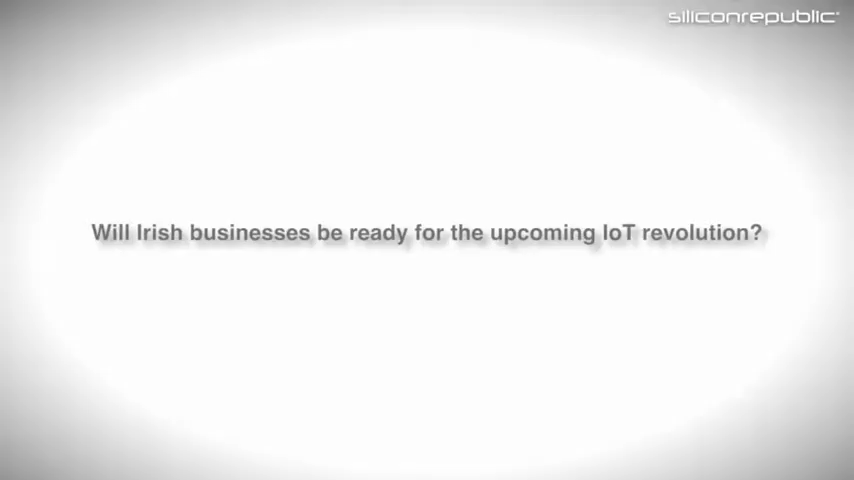 siliconrepublic
Will Irish businesses be ready for the upcoming IoT revolution?